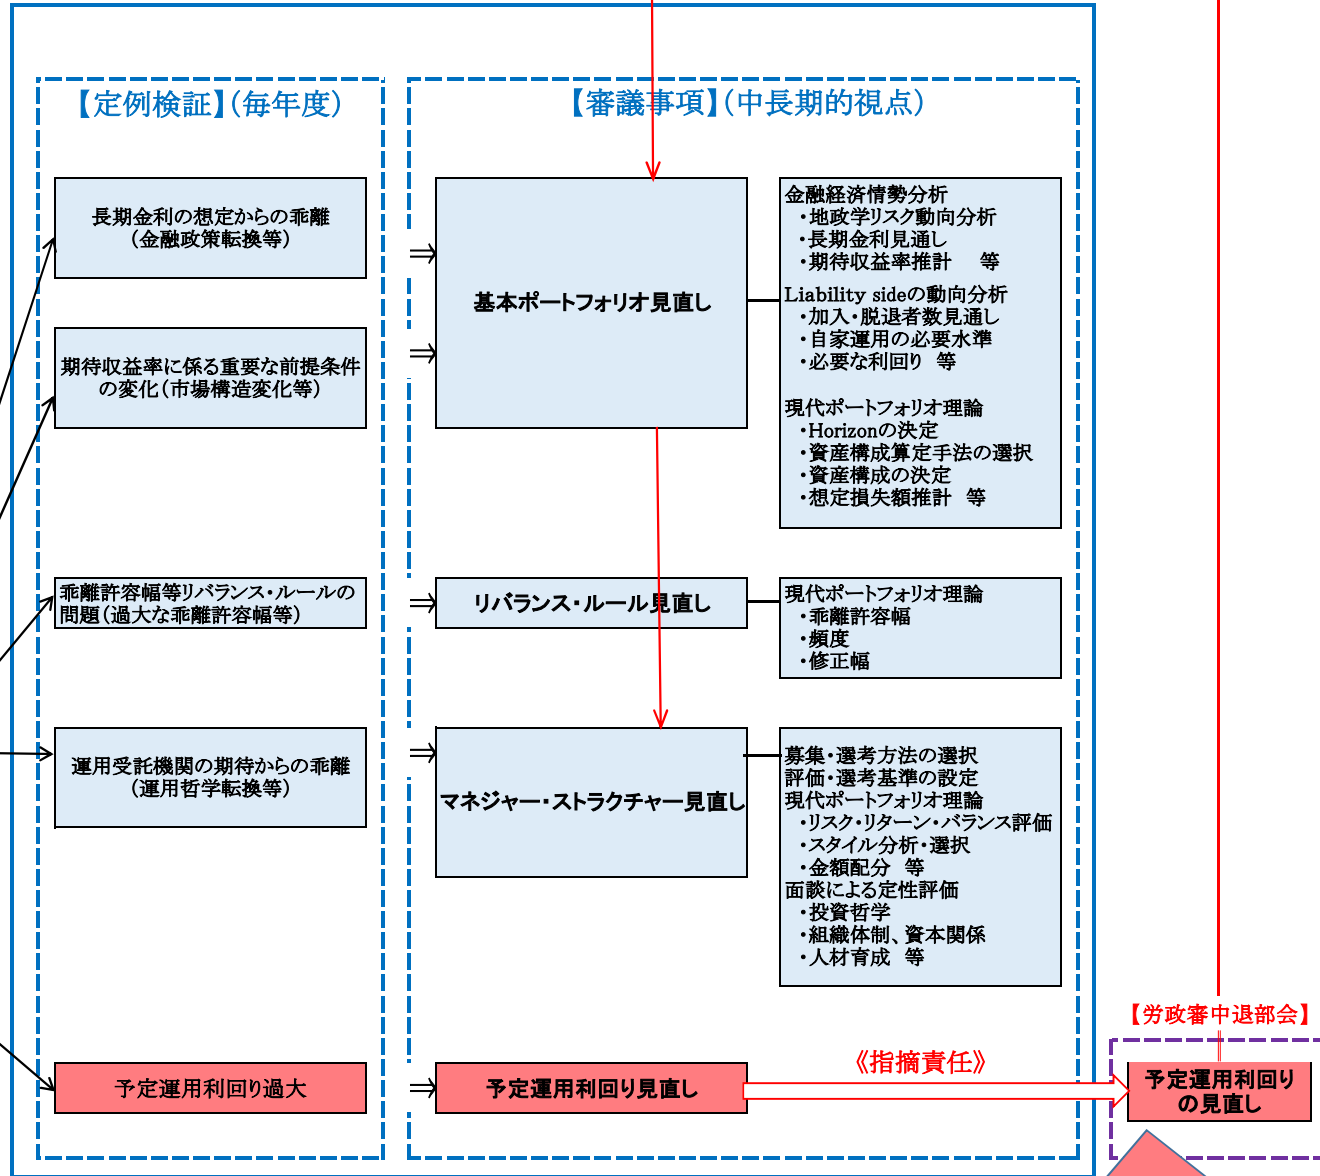 【定例検証】(毎年度)
長期金利の想定からの乖離
(金融政策転換等)
期待収益率に係る重要な前提条件
の変化(市場構造変化等)
乖離許容幅等リバランス・ルールの
問題(過大な乖離許容幅等)
運用受託機関の期待からの乖離
(運用哲学転換等)
予定運用利回り過大
【審議事項】(中長期的視点)
基本ポートフォリオ見直し
金融経済情勢分析
・地政学リスク動向分析
・長期金利見通し
・期待収益率推計 等
Liability sideの動向分析
・加入・脱退者数見通し
・自家運用の必要水準
・必要な利回り 等
現代ポートフォリオ理論
・Horizonの決定
・資産構成算定手法の選択
・資産構成の決定
・想定損失額推計 等
リバランス・ルール見直し
現代ポートフォリオ理論
・乖離許容幅
・頻度
・修正幅
マネジャー・ストラクチャー見直し
募集・選考方法の選択
評価・選考基準の設定
現代ポートフォリオ理論
・リスク・リターン・バランス評価
・スタイル分析・選択
・金額配分 等
面談による定性評価
・投資哲学
・組織体制、資本関係
・人材育成 等
予定運用利回り見直し
《指摘責任》
【労政審中退部会】
予定運用利回り
の見直し